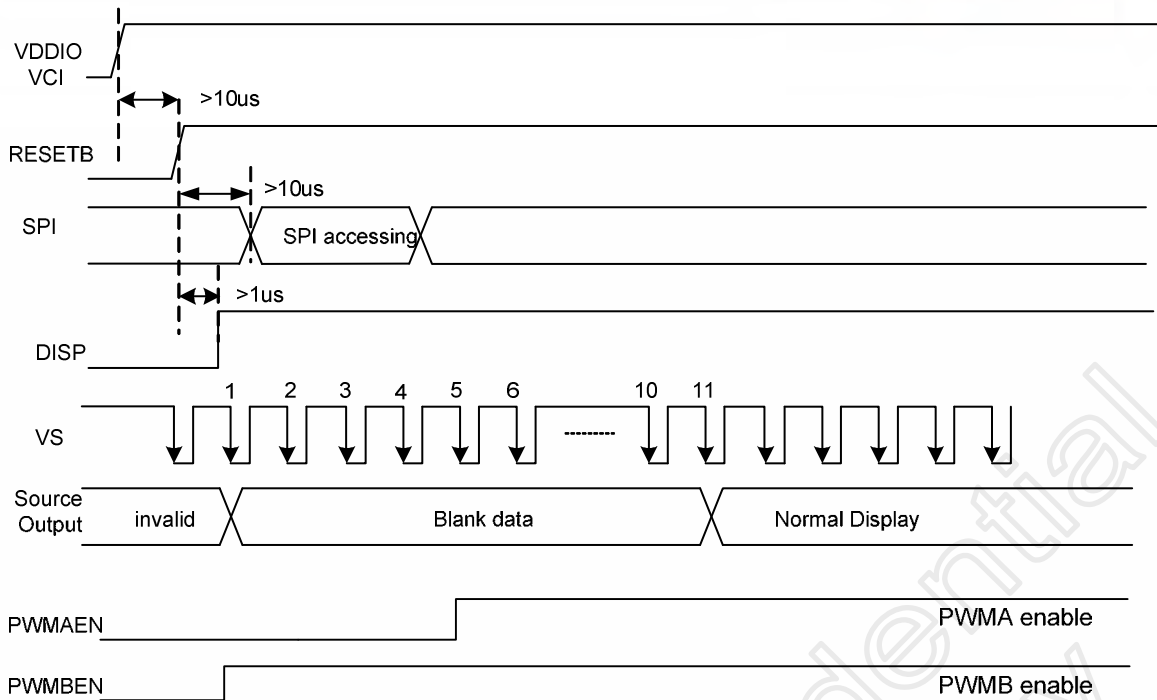 VDDIO
VCI
>10us
RESETB
>10us
SPI
SPI accessing
>1us
DISP
1 2 3 4 5 6 10 11
VS
Source
Output
invalid
Blank data
Normal Display
PWMAEN
PWMA enable
PWMBEN
PWMB enable